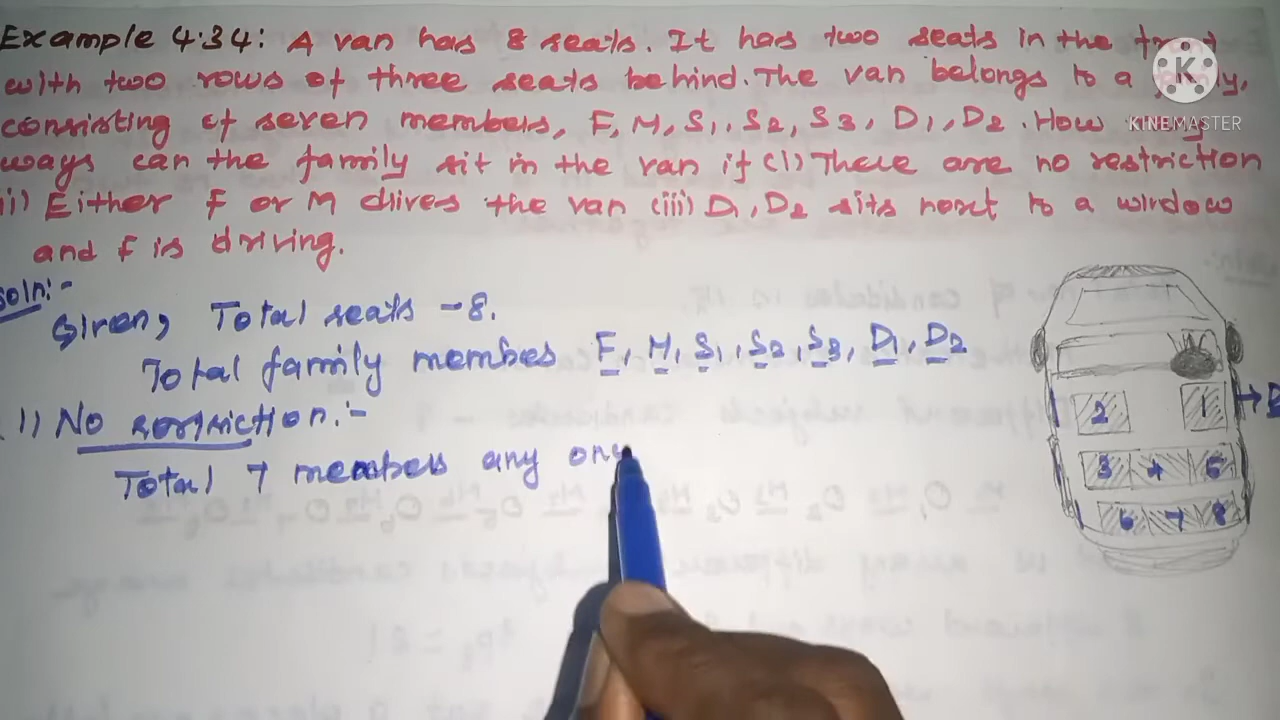 Example 4.34: A van has 8 seats. It has two seats in the front
with two rows of three seats behind. The van belongs to a family,
consisting of seven members, F, M, S1, S2, S3, D1, D2. How
ways can the family sit in the van if (1) There are no restriction
ii) Either F or M drives the van (iii) D1, D2 sits next to a window
and F is driving.
Soln:-
Given, Total seats - 8.
Total family membes F, M, S1, S2, S3, D1, D2
1) No restriction:-
Total 7 members any one
KINEMASTER
2 1
3 4 5
6 7 8